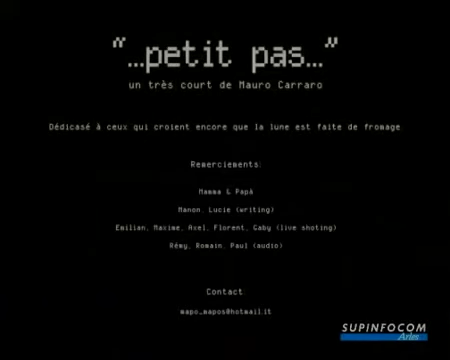 “…petit pas…”
un très court de Mauro Carraro
Dédicasé à ceux qui croient encore que la lune est faite de fromage
Remerciements:
Mamma & Papà
Manon, Lucie (writing)
Emilian, Maxime, Axel, Florent, Gaby (live shoting)
Rémy, Romain, Paul (audio)
Contact
mapo_mapos@hotmail.it
SUPINFOCOM
Arles